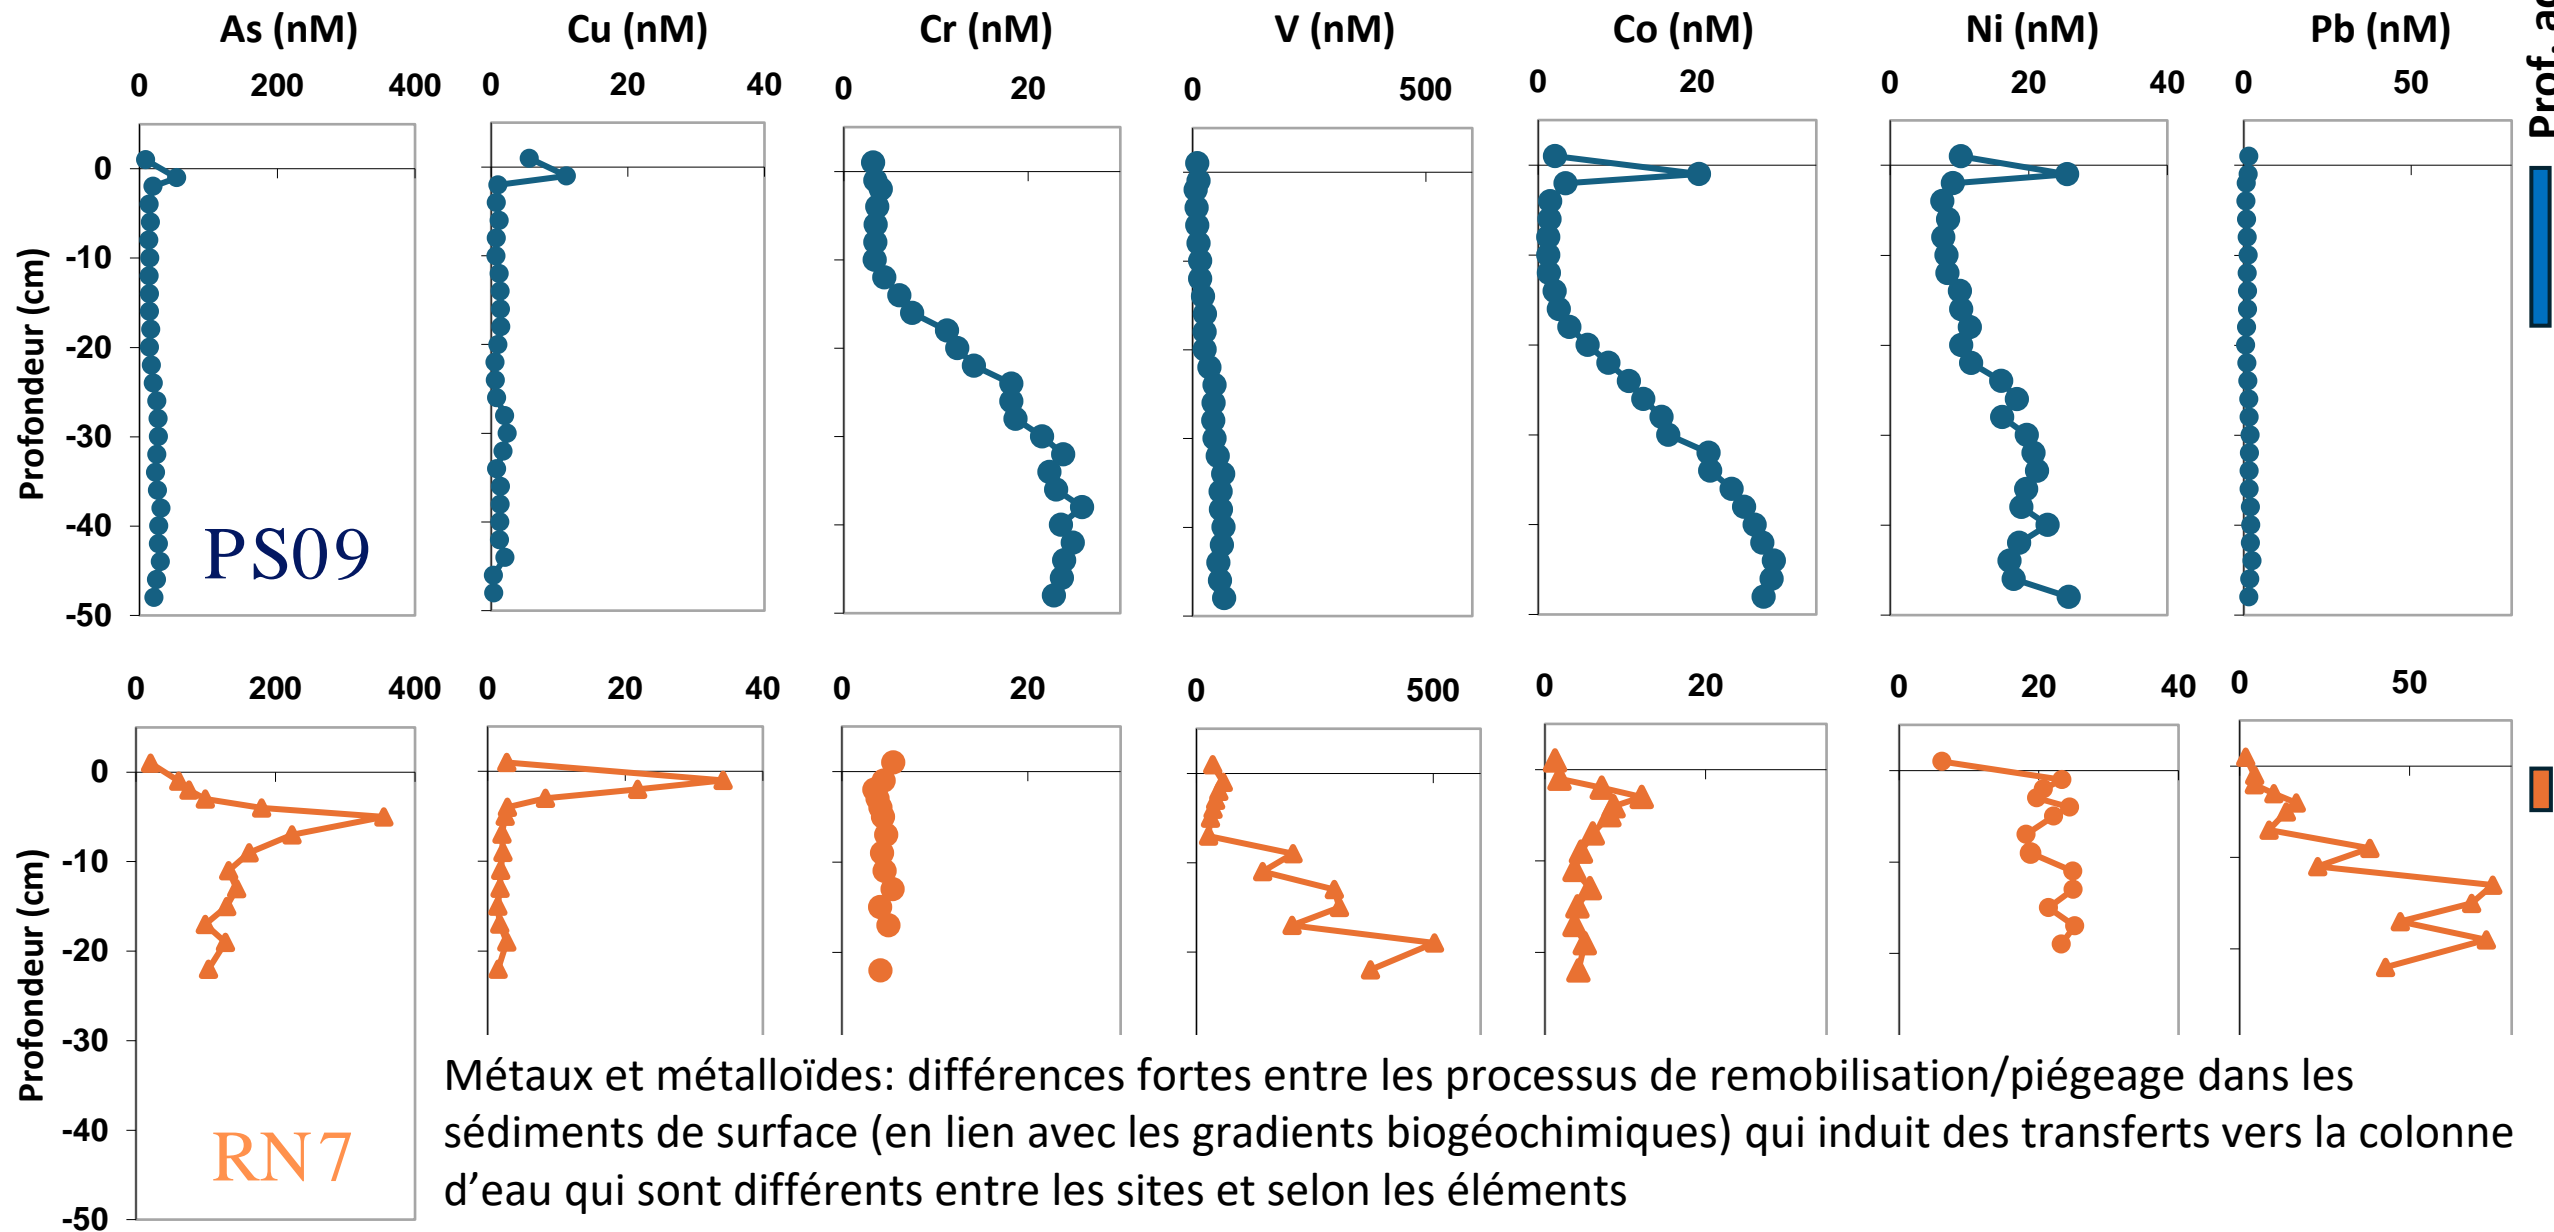 As (nM) Cu (nM) Cr (nM) V (nM) Co (nM) Ni (nM) Pb (nM)
0 200 400 0 20 40 0 20 0 500 0 20 0 20 40 0 50
Prof.
Profondeur (cm)
0
-10
-20
-30
-40
-50
PS09
0 200 400 0 20 40 0 20 0 500 0 20 0 20 40 0 50
Profondeur (cm)
0
-10
-20
-30
-40
-50
RN7
Métaux et métalloïdes: différences fortes entre les processus de remobilisation/piégeage dans les
sédiments de surface (en lien avec les gradients biogéochimiques) qui induit des transferts vers la colonne
d’eau qui sont différents entre les sites et selon les éléments